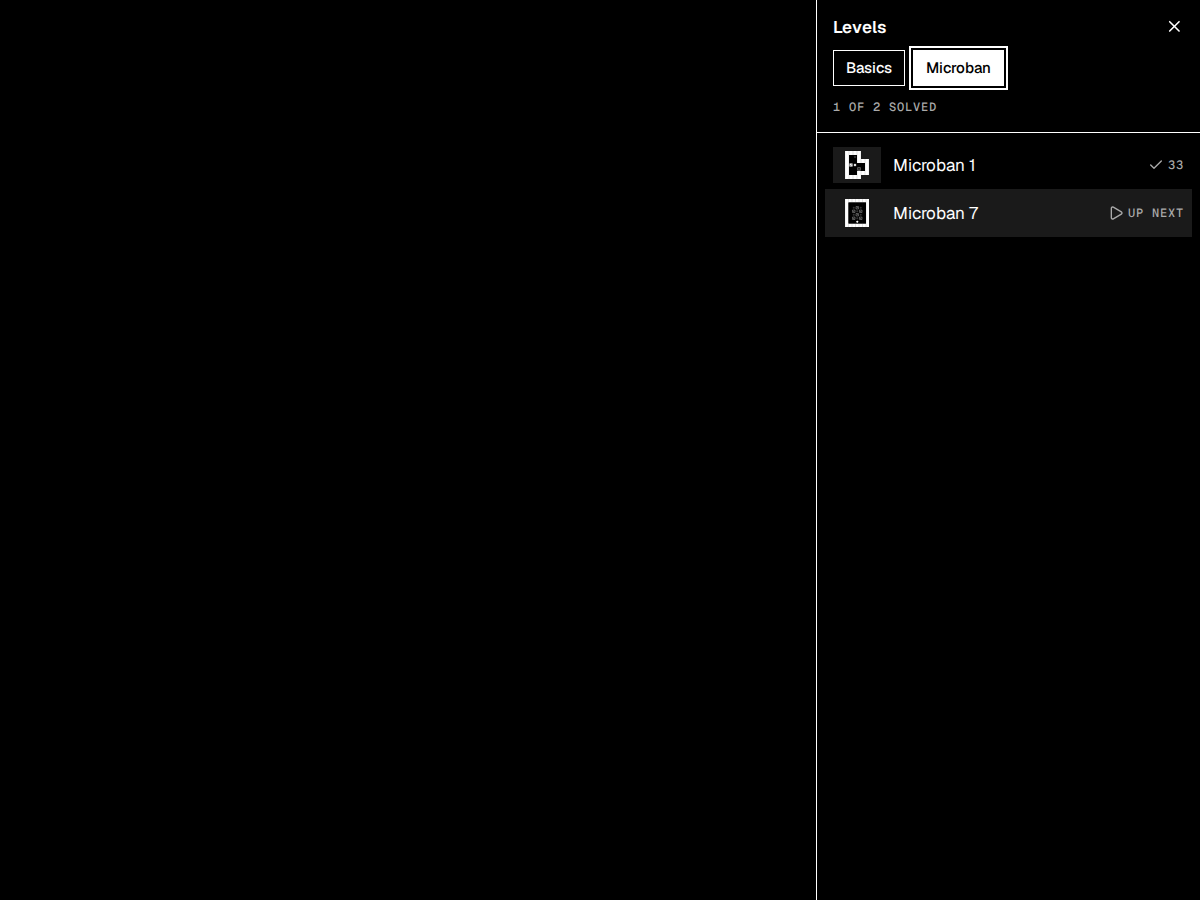 Levels
Basics Microban
1 OF 2 SOLVED
Microban 1 33
Microban 7 UP NEXT